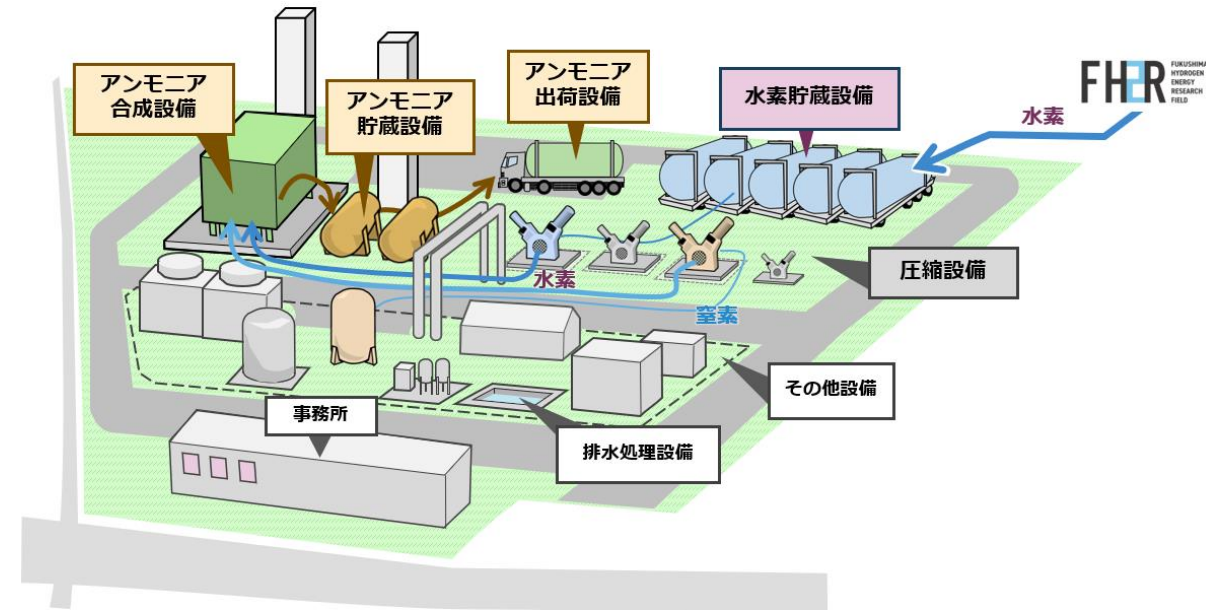 アンモニア
合成設備
アンモニア
貯蔵設備
アンモニア
出荷設備
水素貯蔵設備
FH2R
FUKUSHIMA
HYDROGEN
ENERGY
RESEARCH
FIELD
水素
圧縮設備
水素
窒素
その他設備
事務所
排水処理設備